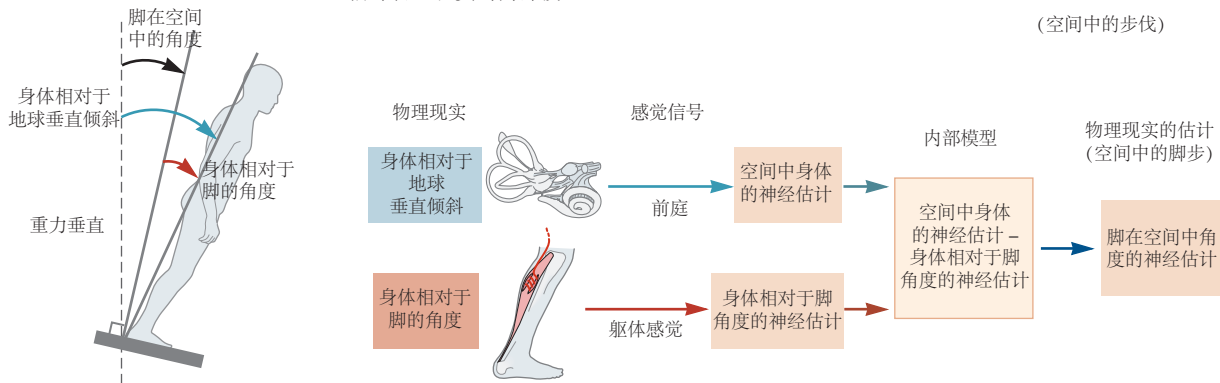 (空间中的步伐)
脚在空间
中的角度
身体相对于
地球垂直倾斜
身体相对于
脚的角度
重力垂直
物理现实
感觉信号
内部模型
物理现实的估计
(空间中的脚步)
身体相对于
地球
垂直倾斜
前庭
空间中身体
的神经估计
身体相对于
脚的角度
躯体感觉
身体相对于脚
角度的神经估计
空间中身体
的神经估计 –
身体相对于脚
角度的神经估计
脚在空间中角
度的神经估计